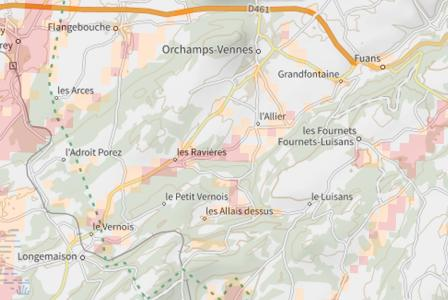 D461
Flangebouche
Orchamps-Vennes
Fuans
Grandfontaine
les Arces
l'Allier
les Fournets
Fournets-Luisans
l'Adroit Porez
les Ravières
le Petit Vernois
le Luisans
les Allais dessus
le Vernois
Longemaison